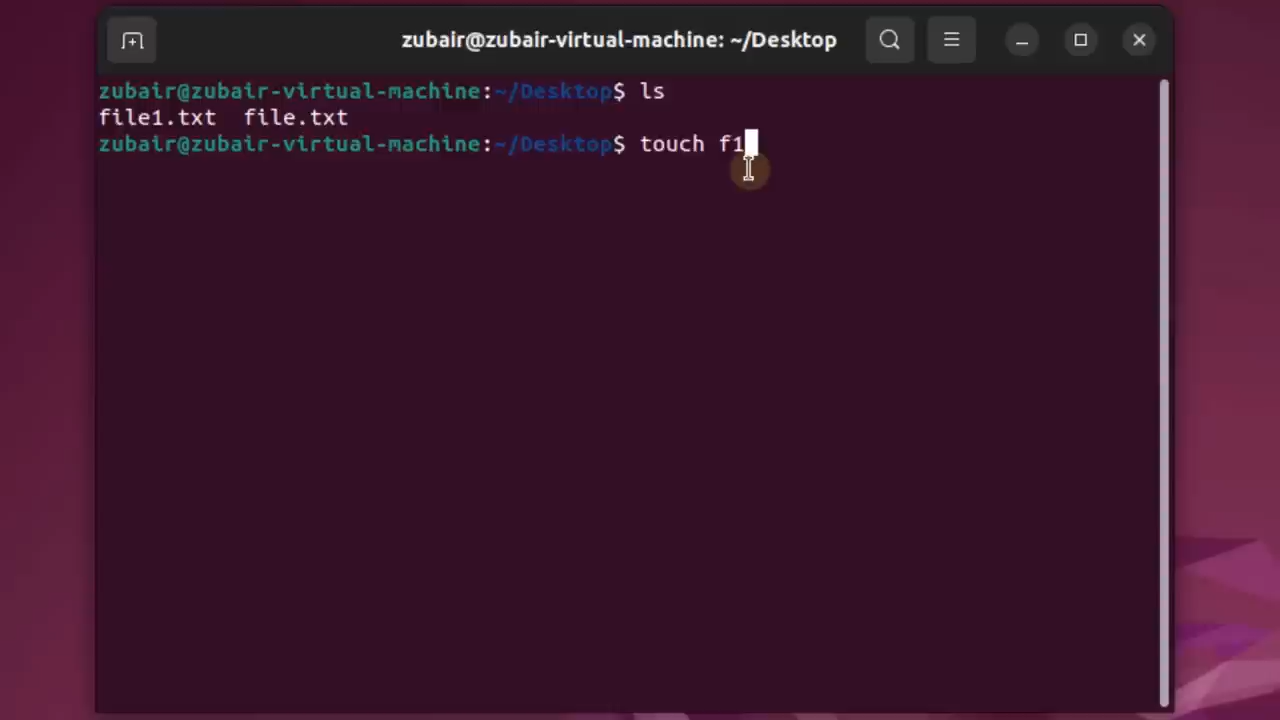 zubair@zubair-virtual-machine: ~/Desktop
zubair@zubair-virtual-machine:~/Desktop$ ls
file1.txt  file.txt
zubair@zubair-virtual-machine:~/Desktop$ touch f1